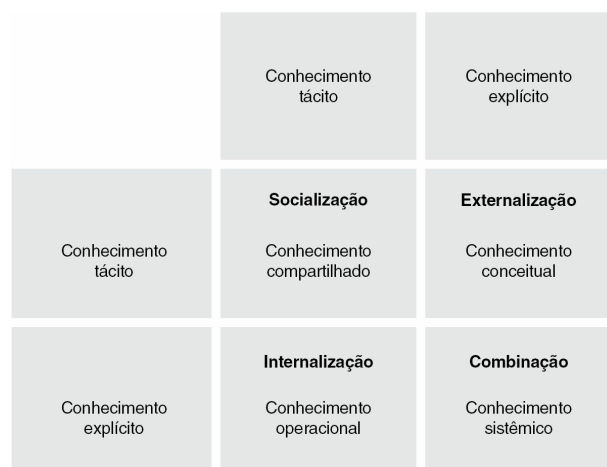 Conhecimento
tácito
Conhecimento
explícito
Conhecimento
tácito
Socialização
Conhecimento
compartilhado
Externalização
Conhecimento
conceitual
Conhecimento
explícito
Internalização
Conhecimento
operacional
Combinação
Conhecimento
sistêmico